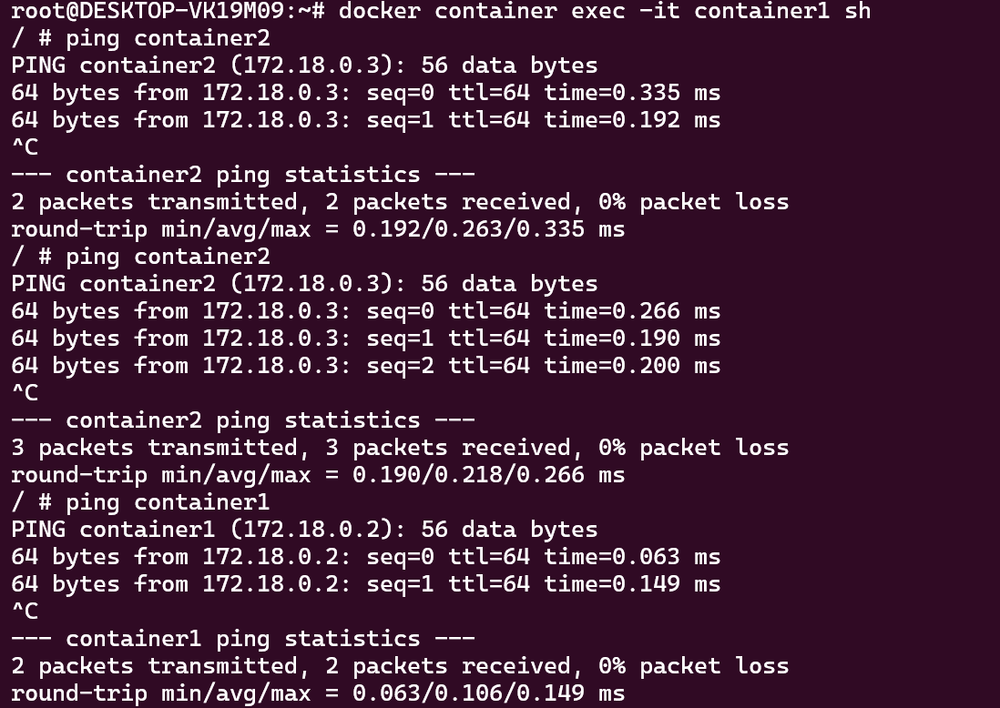 root@DESKTOP-VK19M09:~# docker container exec -it container1 sh
/ # ping container2
PING container2 (172.18.0.3): 56 data bytes
64 bytes from 172.18.0.3: seq=0 ttl=64 time=0.335 ms
64 bytes from 172.18.0.3: seq=1 ttl=64 time=0.192 ms
^C
--- container2 ping statistics ---
2 packets transmitted, 2 packets received, 0% packet loss
round-trip min/avg/max = 0.192/0.263/0.335 ms
/ # ping container2
PING container2 (172.18.0.3): 56 data bytes
64 bytes from 172.18.0.3: seq=0 ttl=64 time=0.266 ms
64 bytes from 172.18.0.3: seq=1 ttl=64 time=0.190 ms
64 bytes from 172.18.0.3: seq=2 ttl=64 time=0.200 ms
^C
--- container2 ping statistics ---
3 packets transmitted, 3 packets received, 0% packet loss
round-trip min/avg/max = 0.190/0.218/0.266 ms
/ # ping container1
PING container1 (172.18.0.2): 56 data bytes
64 bytes from 172.18.0.2: seq=0 ttl=64 time=0.063 ms
64 bytes from 172.18.0.2: seq=1 ttl=64 time=0.149 ms
^C
--- container1 ping statistics ---
2 packets transmitted, 2 packets received, 0% packet loss
round-trip min/avg/max = 0.063/0.106/0.149 ms